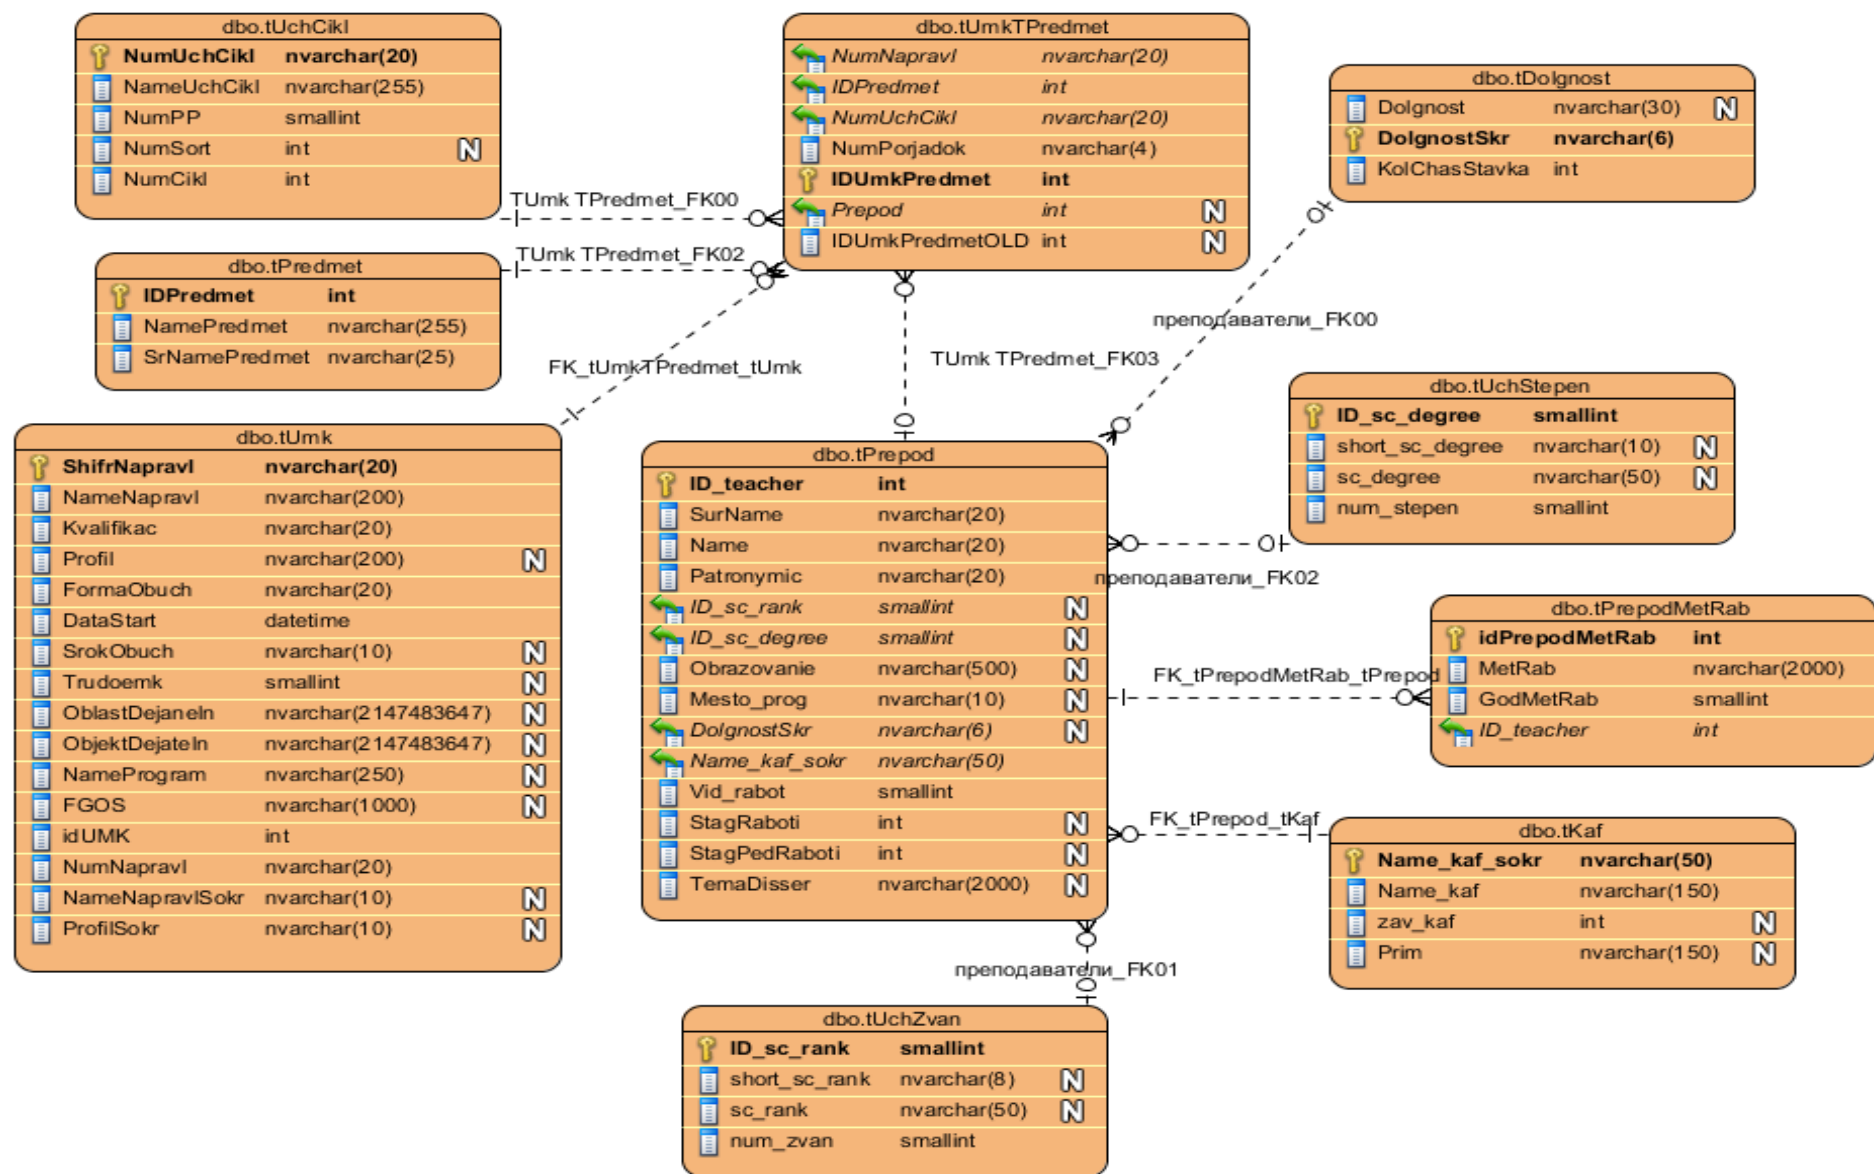 dbo.tUchCikl
NumUchCikl nvarchar(20)
NameUchCikl nvarchar(255)
NumPP smallint
NumSort int N
NumCikl int
dbo.tUmkTPredmet
NumNapravl nvarchar(20)
IDPredmet int
NumUchCikl nvarchar(20)
NumPorjadok nvarchar(4)
IDUmkPredmet int
Prepod int N
IDUmkPredmetOLD int N
dbo.tDolgnost
Dolgnost nvarchar(30) N
DolgnostSkr nvarchar(6)
KolChasStavka int
TUmk TPredmet_FK00
TUmk TPredmet_FK02
dbo.tPredmet
IDPredmet int
NamePredmet nvarchar(255)
SrNamePredmet nvarchar(25)
FK_tUmkTPredmet_tUmk
TUmk TPredmet_FK03
преподаватели_FK00
dbo.tUmk
ShifrNapravl nvarchar(20)
NameNapravl nvarchar(200)
Kvalifikac nvarchar(20)
Profil nvarchar(200) N
FormaObuch nvarchar(20)
DataStart datetime
SrokObuch nvarchar(10) N
Trudoemk smallint N
OblastDejaneln nvarchar(2147483647) N
ObjektDejateln nvarchar(2147483647) N
NameProgram nvarchar(250) N
FGOS nvarchar(1000) N
idUMK int
NumNapravl nvarchar(20)
NameNapravlSokr nvarchar(10) N
ProfilSokr nvarchar(10) N
dbo.tPrepod
ID_teacher int
SurName nvarchar(20)
Name nvarchar(20)
Patronymic nvarchar(20)
ID_sc_rank smallint N
ID_sc_degree smallint N
Obrazovanie nvarchar(500) N
Mesto_prog nvarchar(10) N
DolgnostSkr nvarchar(6) N
Name_kaf_sokr nvarchar(50)
Vid_rabot smallint
StagRaboti int N
StagPedRaboti int N
TemaDisser nvarchar(2000) N
dbo.tUchStepen
ID_sc_degree smallint
short_sc_degree nvarchar(10) N
sc_degree nvarchar(50) N
num_stepen smallint
преподаватели_FK02
dbo.tPrepodMetRab
idPrepodMetRab int
MetRab nvarchar(2000)
GodMetRab smallint
ID_teacher int
FK_tPrepodMetRab_tPrepod
FK_tPrepod_tKaf
dbo.tKaf
Name_kaf_sokr nvarchar(50)
Name_kaf nvarchar(150)
zav_kaf int N
Prim nvarchar(150) N
преподаватели_FK01
dbo.tUchZvan
ID_sc_rank smallint
short_sc_rank nvarchar(8) N
sc_rank nvarchar(50) N
num_zvan smallint